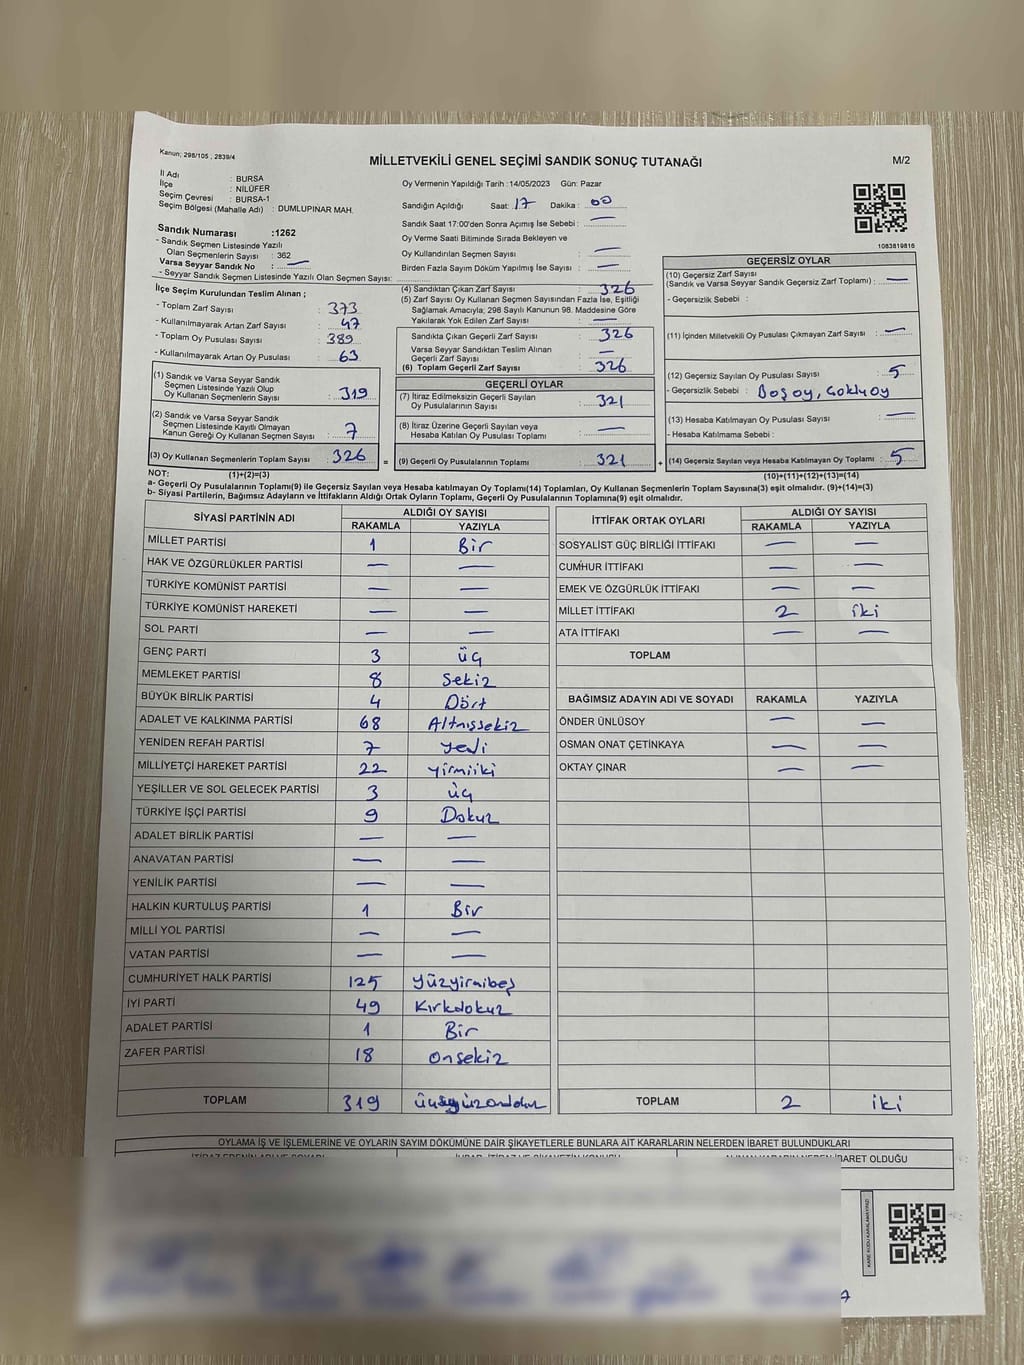 Kanun; 298/105 , 2839/4
MİLLETVEKİLİ GENEL SEÇİMİ SANDIK SONUÇ TUTANAĞI
M/2
İl Adı : BURSA
İlçe : NİLÜFER
Seçim Çevresi : BURSA-1
Seçim Bölgesi (Mahalle Adı) : DUMLUPINAR MAH.
Sandık Numarası :1262
- Sandık Seçmen Listesinde Yazılı
Olan Seçmenlerin Sayısı : 362
Varsa Seyyar Sandık No : —
- Seyyar Sandık Seçmen Listesinde Yazılı Olan Seçmen Sayısı:
İlçe Seçim Kurulundan Teslim Alınan ;
- Toplam Zarf Sayısı : 373
- Kullanılmayarak Artan Zarf Sayısı : 47
- Toplam Oy Pusulası Sayısı : 389
- Kullanılmayarak Artan Oy Pusulası : 63
(1) Sandık ve Varsa Seyyar Sandık
Seçmen Listesinde Yazılı Olup
Oy Kullanan Seçmenlerin Sayısı : 319
(2) Sandık ve Varsa Seyyar Sandık
Seçmen Listesinde Kayıtlı Olmayan
Kanun Gereği Oy Kullanan Seçmen Sayısı : 7
(3) Oy Kullanan Seçmenlerin Toplam Sayısı : 326
Oy Vermenin Yapıldığı Tarih :14/05/2023 Gün: Pazar
Sandığın Açıldığı Saat: 17 Dakika : 00
Sandık Saat 17:00'den Sonra Açılmış İse Sebebi : —
Oy Verme Saati Bitiminde Sırada Bekleyen ve
Oy Kullandırılan Seçmen Sayısı : —
Birden Fazla Sayım Döküm Yapılmış İse Sayısı : —
(4) Sandıktan Çıkan Zarf Sayısı : 326
(5) Zarf Sayısı Oy Kullanan Seçmen Sayısından Fazla İse, Eşitliği
Sağlamak Amacıyla; 298 Sayılı Kanunun 98. Maddesine Göre
Yakılarak Yok Edilen Zarf Sayısı : —
Sandıkta Çıkan Geçerli Zarf Sayısı : 326
Varsa Seyyar Sandıktan Teslim Alınan
Geçerli Zarf Sayısı : —
(6) Toplam Geçerli Zarf Sayısı : 326
GEÇERLİ OYLAR
(7) İtiraz Edilmeksizin Geçerli Sayılan
Oy Pusulalarının Sayısı : 321
(8) İtiraz Üzerine Geçerli Sayılan veya
Hesaba Katılan Oy Pusulası Toplamı : —
= (9) Geçerli Oy Pusulalarının Toplamı : 321
1083819816
GEÇERSİZ OYLAR
(10) Geçersiz Zarf Sayısı
(Sandık ve Varsa Seyyar Sandık Geçersiz Zarf Toplamı) : —
- Geçersizlik Sebebi :
(11) İçinden Milletvekili Oy Pusulası Çıkmayan Zarf Sayısı : —
(12) Geçersiz Sayılan Oy Pusulası Sayısı : 5
- Geçersizlik Sebebi : Boş oy, Çoklu oy
(13) Hesaba Katılmayan Oy Pusulası Sayısı : —
- Hesaba Katılmama Sebebi :
+ (14) Geçersiz Sayılan veya Hesaba Katılmayan Oy Toplamı : 5
NOT: (1)+(2)=(3) (10)+(11)+(12)+(13)=(14)
a- Geçerli Oy Pusulalarının Toplamı(9) ile Geçersiz Sayılan veya Hesaba Katılmayan Oy Toplamı(14) Toplamları, Oy Kullanan Seçmenlerin Toplam Sayısına(3) eşit olmalıdır. (9)+(14)=(3)
b- Siyasi Partilerin, Bağımsız Adayların ve İttifakların Aldığı Ortak Oyların Toplamı, Geçerli Oy Pusulalarının Toplamına(9) eşit olmalıdır.
SİYASİ PARTİNİN ADI ALDIĞI OY SAYISI
RAKAMLA YAZIYLA
MİLLET PARTİSİ 1 Bir
HAK VE ÖZGÜRLÜKLER PARTİSİ — —
TÜRKİYE KOMÜNİST PARTİSİ — —
TÜRKİYE KOMÜNİST HAREKETİ — —
SOL PARTİ — —
GENÇ PARTİ 3 üç
MEMLEKET PARTİSİ 8 Sekiz
BÜYÜK BİRLİK PARTİSİ 4 Dört
ADALET VE KALKINMA PARTİSİ 68 Altmışsekiz
YENİDEN REFAH PARTİSİ 7 yedi
MİLLİYETÇİ HAREKET PARTİSİ 22 yirmiiki
YEŞİLLER VE SOL GELECEK PARTİSİ 3 üç
TÜRKİYE İŞÇİ PARTİSİ 9 Dokuz
ADALET BİRLİK PARTİSİ — —
ANAVATAN PARTİSİ — —
YENİLİK PARTİSİ — —
HALKIN KURTULUŞ PARTİSİ 1 Bir
MİLLİ YOL PARTİSİ — —
VATAN PARTİSİ — —
CUMHURİYET HALK PARTİSİ 125 yüzyirmibeş
İYİ PARTİ 49 Kırkdokuz
ADALET PARTİSİ 1 Bir
ZAFER PARTİSİ 18 onsekiz
TOPLAM 319
İTTİFAK ORTAK OYLARI ALDIĞI OY SAYISI
RAKAMLA YAZIYLA
SOSYALİST GÜÇ BİRLİĞİ İTTİFAKI — —
CUMHUR İTTİFAKI — —
EMEK VE ÖZGÜRLÜK İTTİFAKI — —
MİLLET İTTİFAKI 2 iki
ATA İTTİFAKI — —
TOPLAM
BAĞIMSIZ ADAYIN ADI VE SOYADI RAKAMLA YAZIYLA
ÖNDER ÜNLÜSOY — —
OSMAN ONAT ÇETİNKAYA — —
OKTAY ÇINAR — —
TOPLAM 2 iki
OYLAMA İŞ VE İŞLEMLERİNE VE OYLARIN SAYIM DÖKÜMÜNE DAİR ŞİKAYETLERLE BUNLARA AİT KARARLARIN NELERDEN İBARET BULUNDUKLARI
İBARET OLDUĞU
KARE KODU KARALAMAYINIZ!